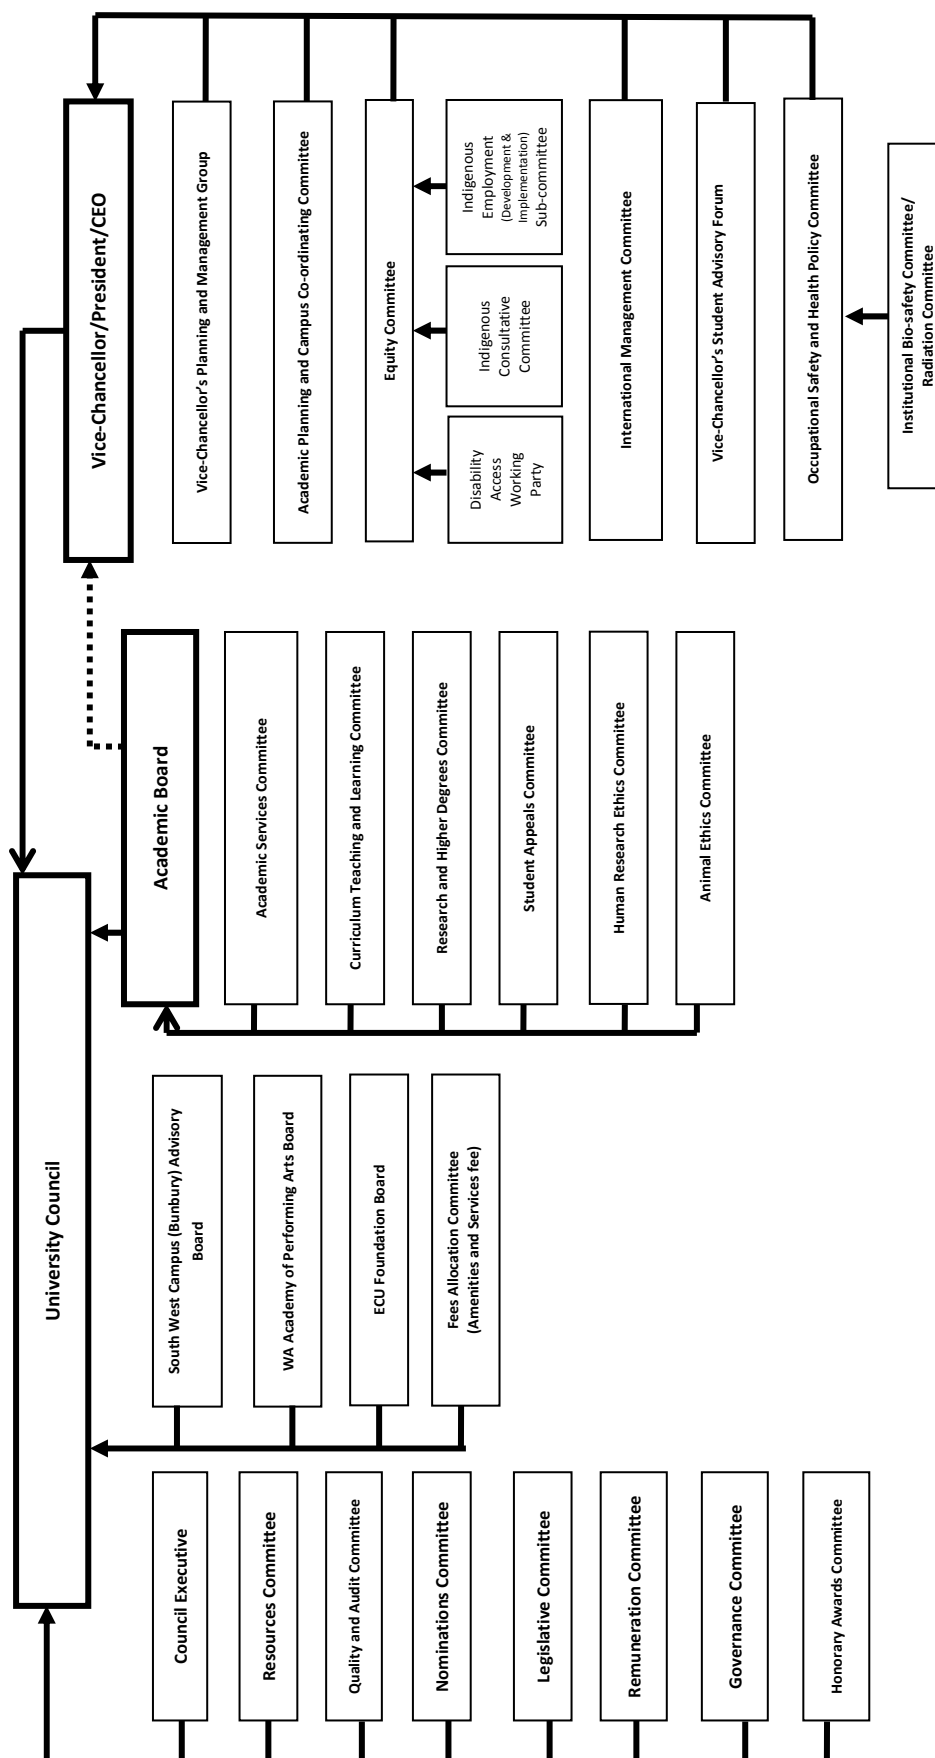 University Council
Council Executive
Resources Committee
Quality and Audit Committee
Nominations Committee
Legislative Committee
Remuneration Committee
Governance Committee
Honorary Awards Committee
South West Campus (Bunbury) Advisory
Board
WA Academy of Performing Arts Board
ECU Foundation Board
Fees Allocation Committee
(Amenities and Services fee)
Academic Board
Academic Services Committee
Curriculum Teaching and Learning Committee
Research and Higher Degrees Committee
Student Appeals Committee
Human Research Ethics Committee
Animal Ethics Committee
Vice-Chancellor/President/CEO
Vice-Chancellor's Planning and Management Group
Academic Planning and Campus Co-ordinating Committee
Equity Committee
Disability
Access
Working
Party
Indigenous
Consultative
Committee
Indigenous
Employment
(Development &
Implementation)
Sub-committee
International Management Committee
Vice-Chancellor's Student Advisory Forum
Occupational Safety and Health Policy Committee
Institutional Bio-safety Committee/
Radiation Committee